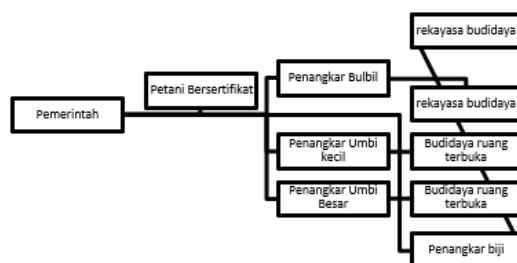 rekayasa budidaya
Petani Bersertifikat
Penangkar Bulbil
rekayasa budidaya
Pemerintah
Penangkar Umbi
kecil
Budidaya ruang
terbuka
Penangkar Umbi
Besar
Budidaya ruang
terbuka
Penangkar biji